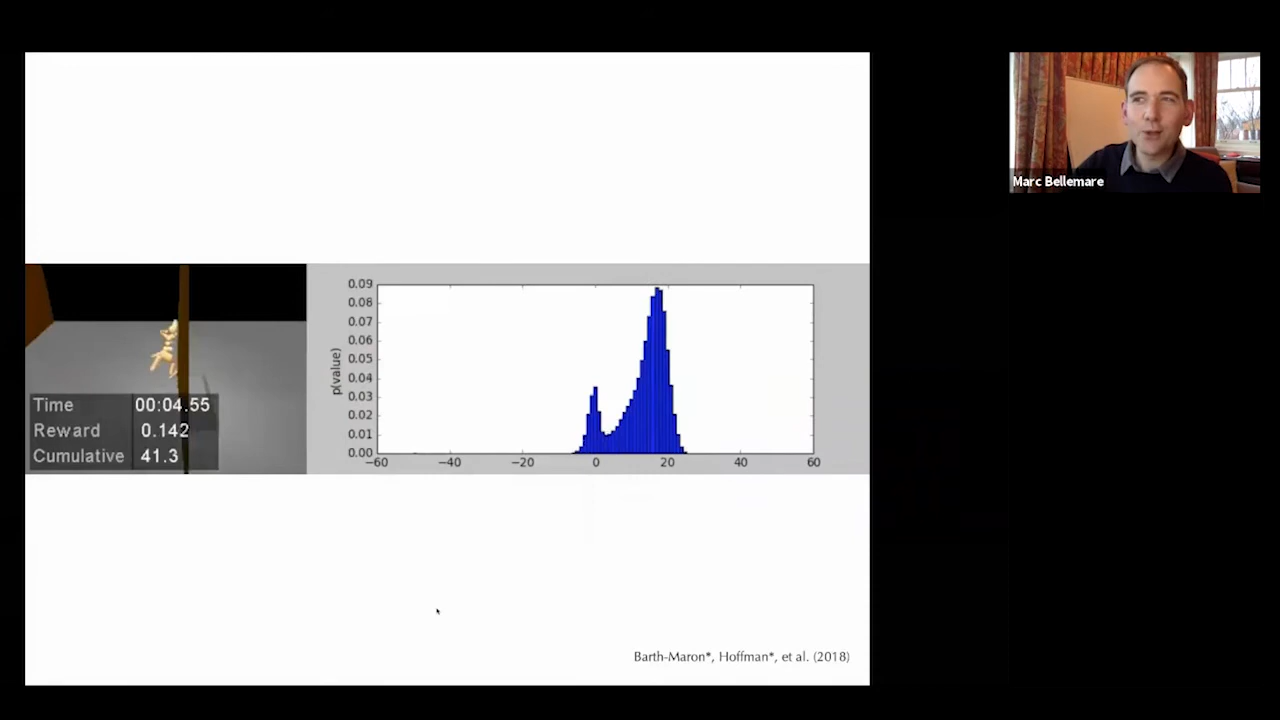 Marc Bellemare
Time 00:04.55
Reward 0.142
Cumulative 41.3
p(value)
0.09
0.08
0.07
0.06
0.05
0.04
0.03
0.02
0.01
0.00
−60 −40 −20 0 20 40 60
Barth-Maron*, Hoffman*, et al. (2018)